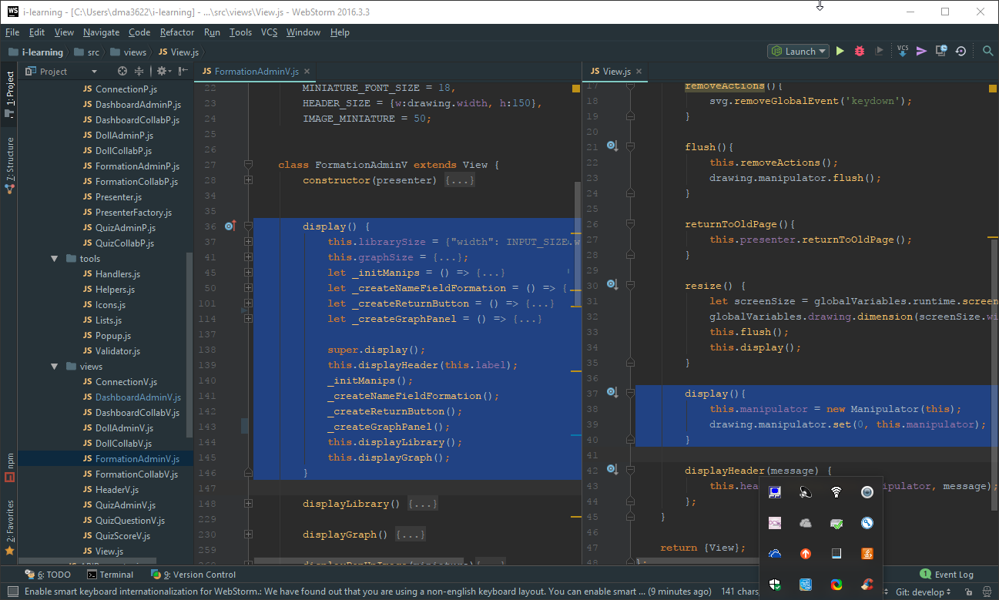 i-learning - [C:\Users\dma3622\i-learning] - ...\src\views\View.js - WebStorm 2016.3.3
File Edit View Navigate Code Refactor Run Tools VCS Window Help
i-learning src views View.js Launch VCS
Project
1: Project
7: Structure
npm
2: Favorites
ConnectionP.js
DashboardAdminP.js
DashboardCollabP.js
DollAdminP.js
DollCollabP.js
FormationAdminP.js
FormationCollabP.js
Presenter.js
PresenterFactory.js
QuizAdminP.js
QuizCollabP.js
tools
Handlers.js
Helpers.js
Icons.js
Lists.js
Popup.js
Validator.js
views
ConnectionV.js
DashboardAdminV.js
DashboardCollabV.js
DollAdminV.js
DollCollabV.js
FormationAdminV.js
FormationCollabV.js
HeaderV.js
QuizAdminV.js
QuizQuestionV.js
QuizScoreV.js
View.js
FormationAdminV.js
22 MINIATURE_FONT_SIZE = 18,
23 HEADER_SIZE = {w:drawing.width, h:150},
24 IMAGE_MINIATURE = 50;
25
26
27 class FormationAdminV extends View {
28 constructor(presenter) {...}
34
35
36 display() {
37 this.librarySize = {"width": INPUT_SIZE.w
41 this.graphSize = {...};
45 let _initManips = () => {...}
50 let _createNameFieldFormation = () => {
101 let _createReturnButton = () => {...}
114 let _createGraphPanel = () => {...}
137
138 super.display();
139 this.displayHeader(this.label);
140 _initManips();
141 _createNameFieldFormation();
142 _createReturnButton();
143 _createGraphPanel();
144 this.displayLibrary();
145 this.displayGraph();
146 }
147
148 displayLibrary() {...}
229
230 displayGraph() {...}
259
View.js
17 removeActions(){
18 svg.removeGlobalEvent('keydown');
19 }
20
21 flush(){
22 this.removeActions();
23 drawing.manipulator.flush();
24 }
25
26 returnToOldPage(){
27 this.presenter.returnToOldPage();
28 }
29
30 resize() {
31 let screenSize = globalVariables.runtime.screen
32 globalVariables.drawing.dimension(screenSize.wi
33 this.flush();
34 this.display();
35 }
36
37 display(){
38 this.manipulator = new Manipulator(this);
39 drawing.manipulator.set(0, this.manipulator);
40 }
41
42 displayHeader(message) {
43 this.hea ipulator, message);
44 };
45 }
46
47 return {View};
48 };
6: TODO Terminal 9: Version Control 1 Event Log
Enable smart keyboard internationalization for WebStorm.: We have found out that you are using a non-english keyboard layout. You can enable smart ... (9 minutes ago) 141 chars, Git: develop